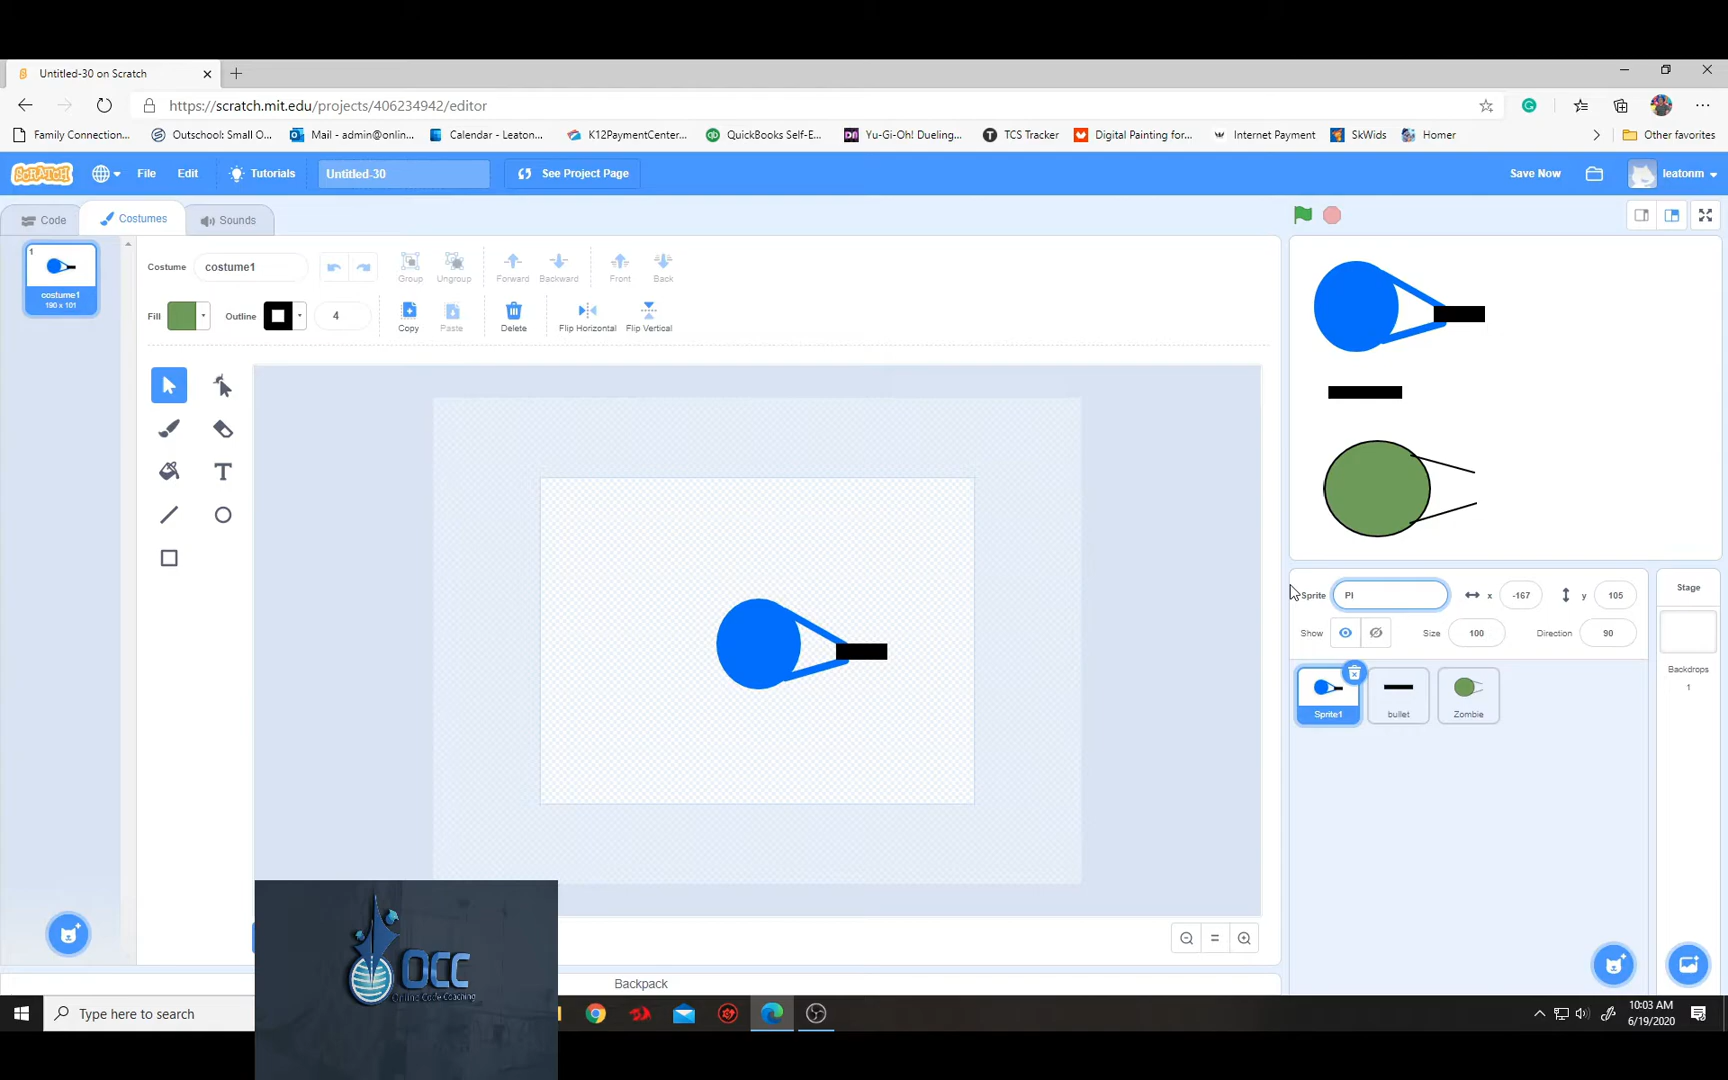 Untitled-30 on Scratch
https://scratch.mit.edu/projects/406234942/editor
Family Connection... Outschool: Small O... Mail - admin@onlin... Calendar - Leaton... K12PaymentCenter... QuickBooks Self-E... Yu-Gi-Oh! Dueling... TCS Tracker Digital Painting for... Internet Payment SkWids Homer Other favorites
SCRATCH File Edit Tutorials Untitled-30 See Project Page Save Now leatonm
Code Costumes Sounds
1
costume1
190 x 101
Costume costume1 Group Ungroup Forward Backward Front Back
Fill Outline 4 Copy Paste Delete Flip Horizontal Flip Vertical
T
Sprite Pl x -167 y 105
Show Size 100 Direction 90
Sprite1 bullet Zombie
Stage
Backdrops
1
Backpack
OCC
Online Code Coaching
Type here to search
10:03 AM
6/19/2020